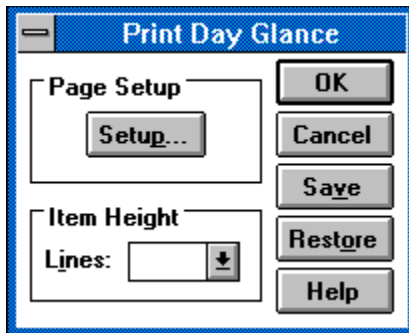 Print Day Glance
Page Setup
Setup...
Item Height
Lines:
OK
Cancel
Save
Restore
Help